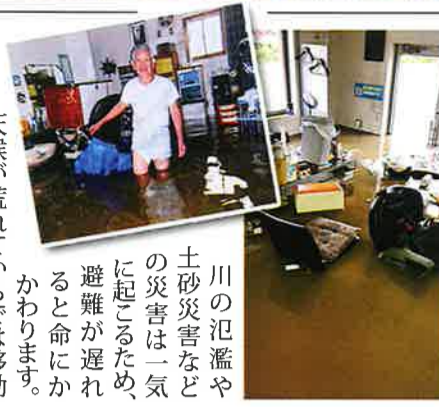 川の氾濫や
土砂災害など
の災害は一気
に起こるため、
避難が遅れ
ると命にか
かわります。